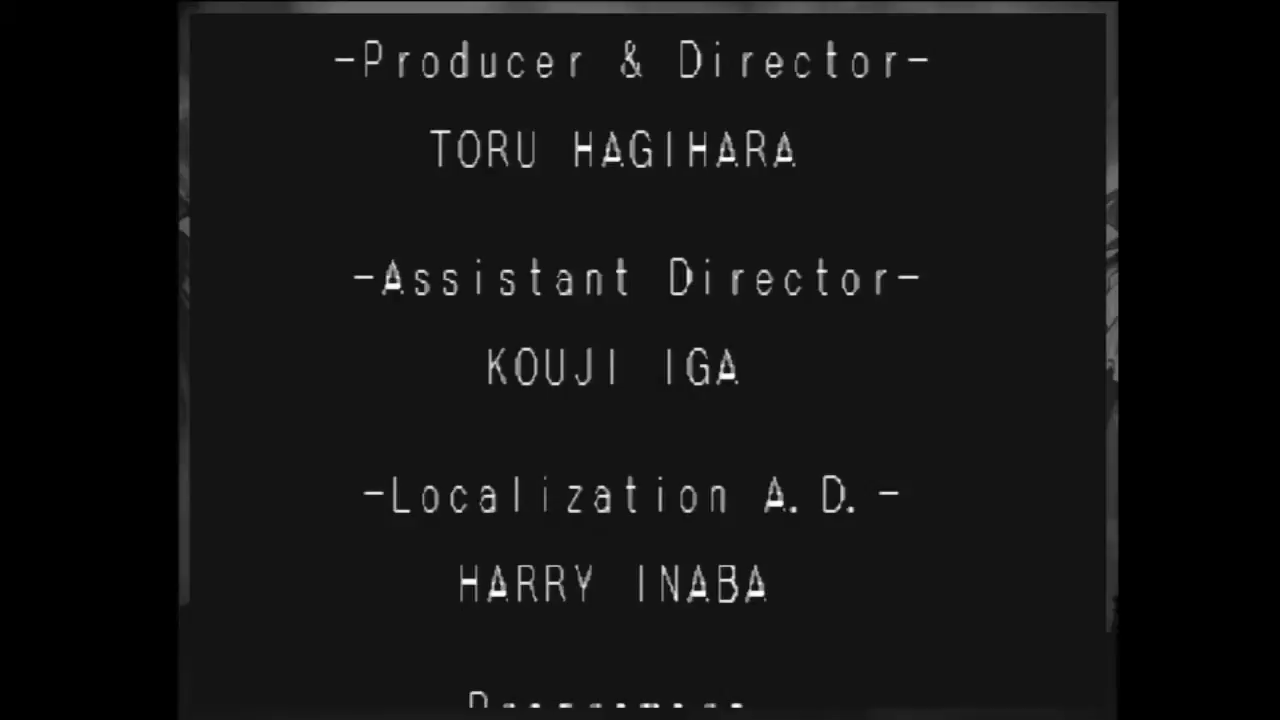 -Producer & Director-
TORU HAGIHARA
-Assistant Director-
KOUJI IGA
-Localization A.D.-
HARRY INABA